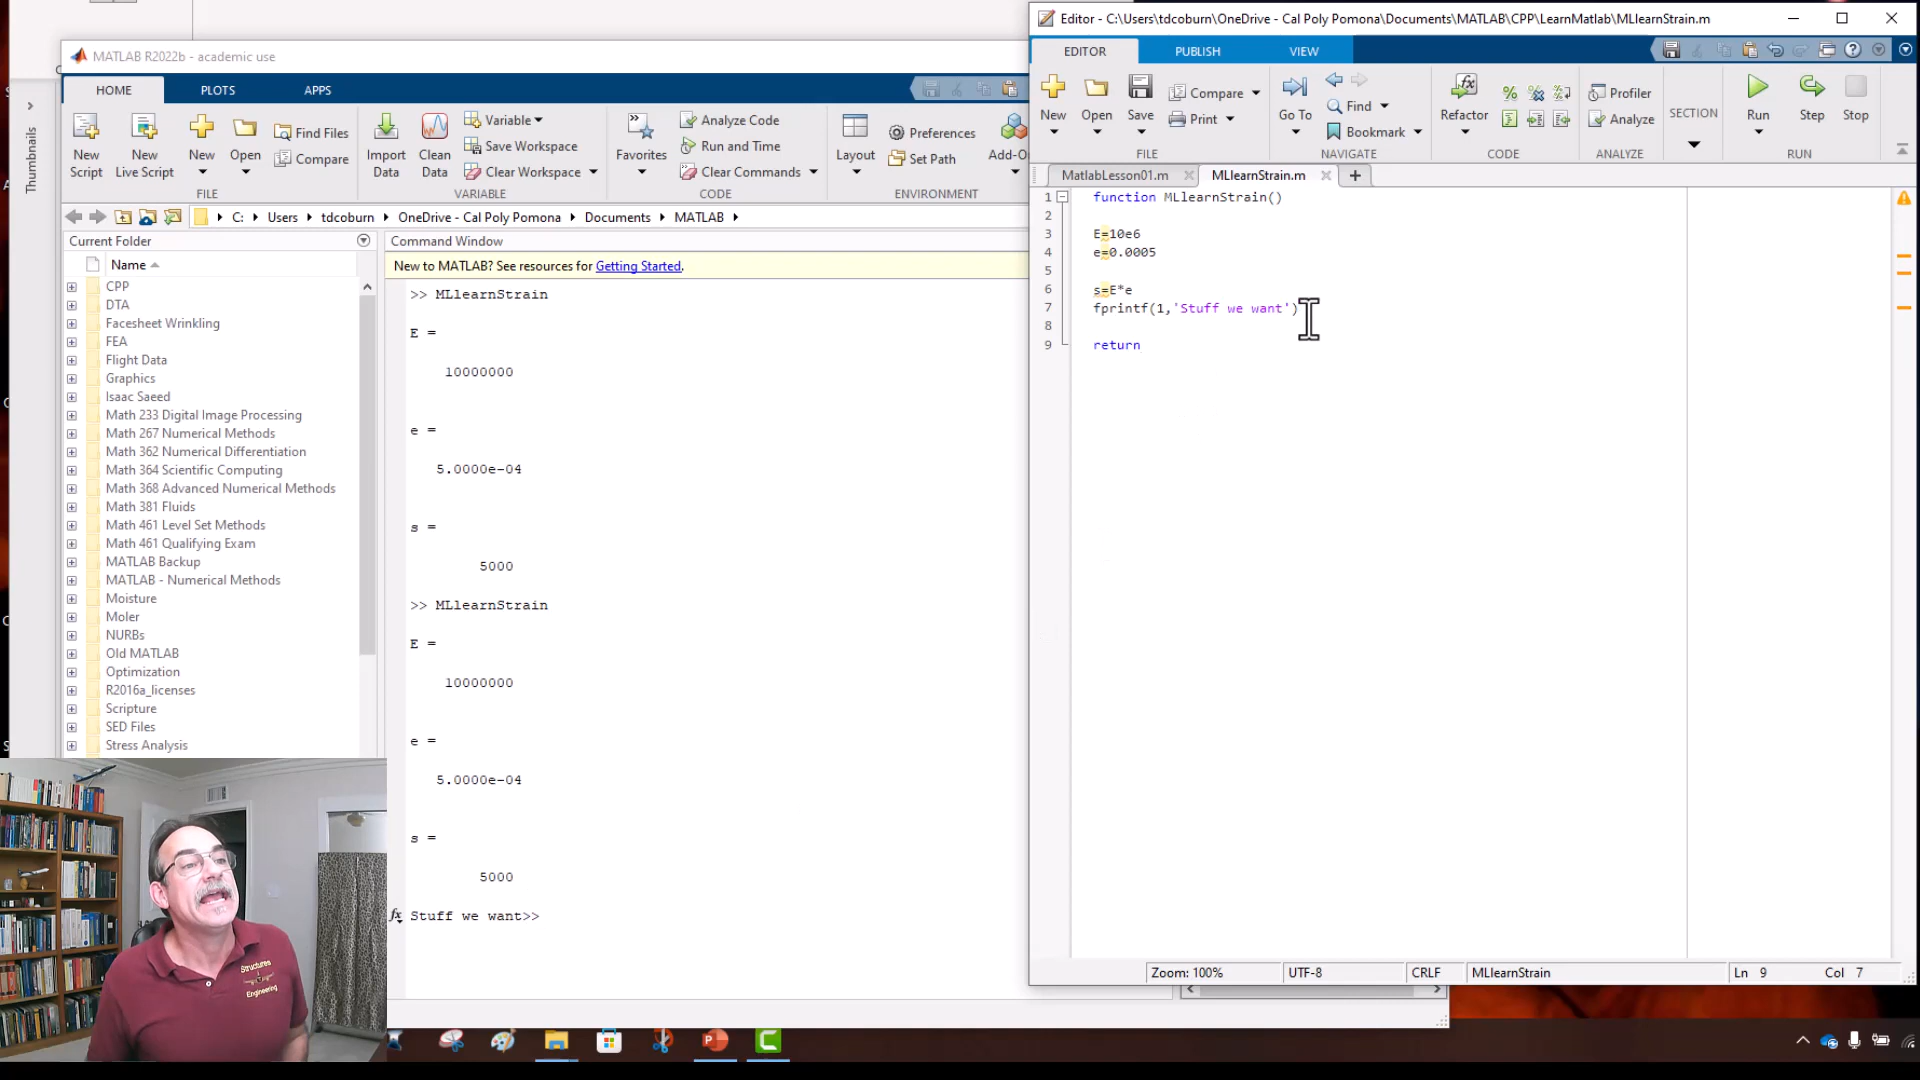 MATLAB R2022b - academic use
HOME
PLOTS
APPS
New Script
New Live Script
New
Open
Find Files
Compare
Import Data
Clean Data
Variable
Save Workspace
Clear Workspace
Favorites
Analyze Code
Run and Time
Clear Commands
Layout
Preferences
Set Path
Add-O
FILE
VARIABLE
CODE
ENVIRONMENT
C:
Users
tdcoburn
OneDrive - Cal Poly Pomona
Documents
MATLAB
Thumbnails
Current Folder
Name
CPP
DTA
Facesheet Wrinkling
FEA
Flight Data
Graphics
Isaac Saeed
Math 233 Digital Image Processing
Math 267 Numerical Methods
Math 362 Numerical Differentiation
Math 364 Scientific Computing
Math 368 Advanced Numerical Methods
Math 381 Fluids
Math 461 Level Set Methods
Math 461 Qualifying Exam
MATLAB Backup
MATLAB - Numerical Methods
Moisture
Moler
NURBs
Old MATLAB
Optimization
R2016a_licenses
Scripture
SED Files
Stress Analysis
Command Window
New to MATLAB? See resources for Getting Started.
>> MLlearnStrain
E =
10000000
e =
5.0000e-04
s =
5000
>> MLlearnStrain
E =
10000000
e =
5.0000e-04
s =
5000
fx Stuff we want>>
Structures
Engineering
Editor - C:\Users\tdcoburn\OneDrive - Cal Poly Pomona\Documents\MATLAB\CPP\LearnMatlab\MLlearnStrain.m
EDITOR
PUBLISH
VIEW
New
Open
Save
Compare
Print
Go To
Find
Bookmark
Refactor
Profiler
Analyze
SECTION
Run
Step
Stop
FILE
NAVIGATE
CODE
ANALYZE
RUN
MatlabLesson01.m
MLlearnStrain.m
1 function MLlearnStrain()
2
3 E=10e6
4 e=0.0005
5
6 s=E*e
7 fprintf(1,'Stuff we want')
8
9 return
Zoom: 100%
UTF-8
CRLF
MLlearnStrain
Ln 9
Col 7